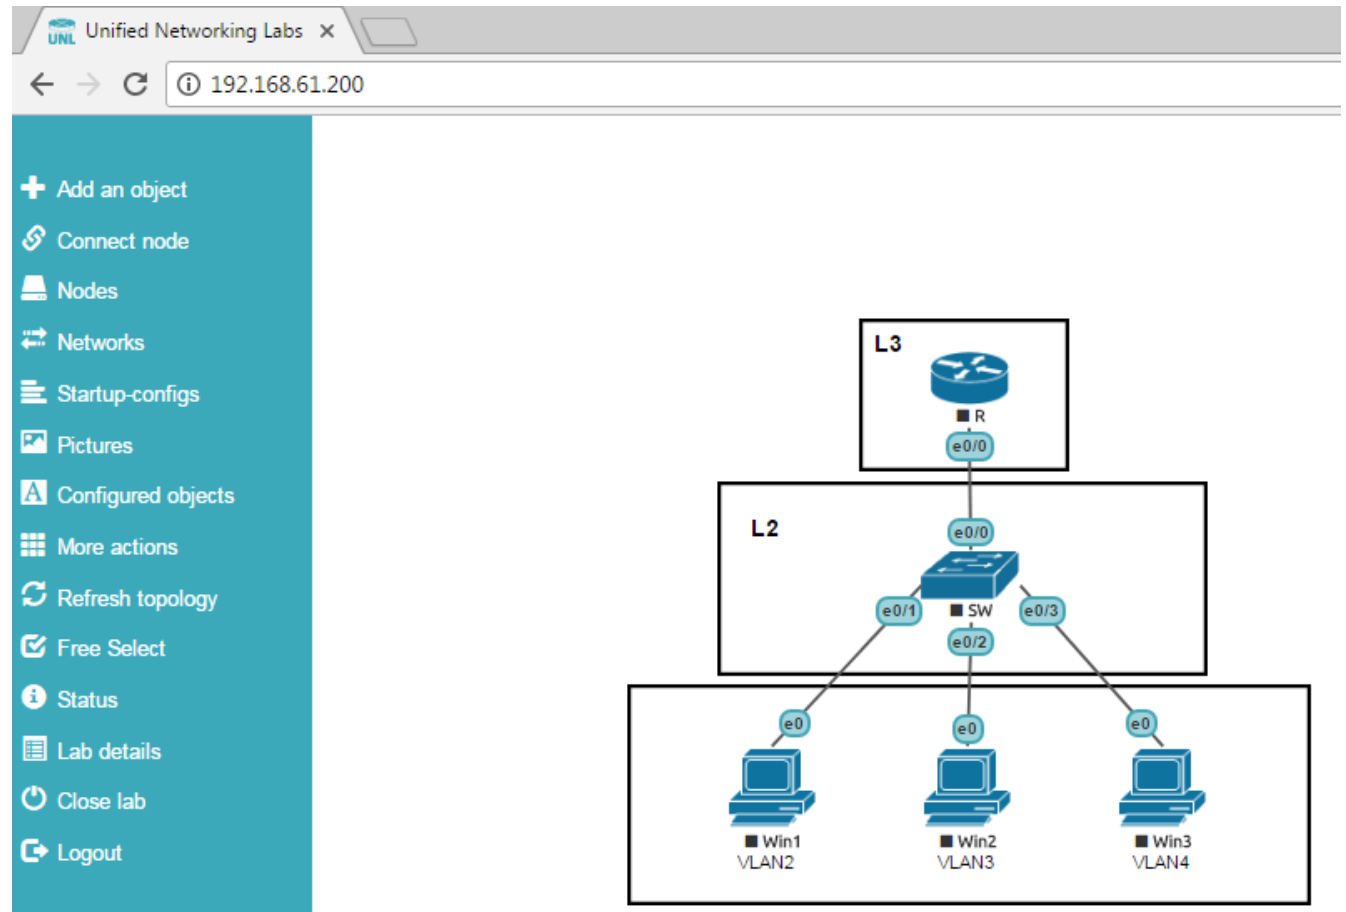 UNL Unified Networking Labs
192.168.61.200
Add an object
Connect node
Nodes
Networks
Startup-configs
Pictures
A Configured objects
More actions
Refresh topology
Free Select
Status
Lab details
Close lab
Logout
L3
R
e0/0
L2
e0/0
e0/1
SW
e0/3
e0/2
e0
e0
e0
Win1
VLAN2
Win2
VLAN3
Win3
VLAN4